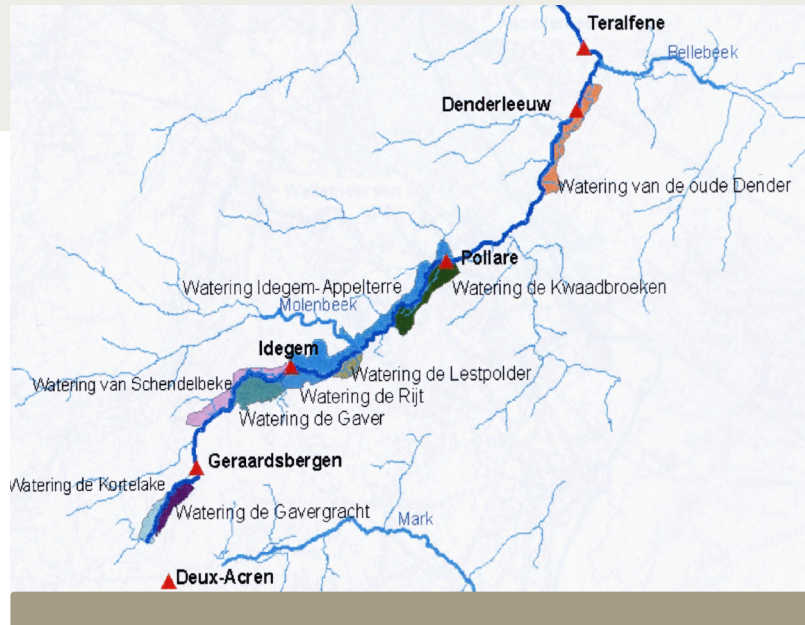 Teralfene
Bellebeek
Denderleeuw
Watering van de oude Dender
Pollare
Watering Idegem-Appelterre
Watering de Kwaadbroeken
Molenbeek
Idegem
Watering de Lestpolder
Watering van Schendelbeke
Watering de Rijt
Watering de Gaver
Geraardsbergen
Watering de Kortelake
Watering de Gavergracht
Mark
Deux-Acren